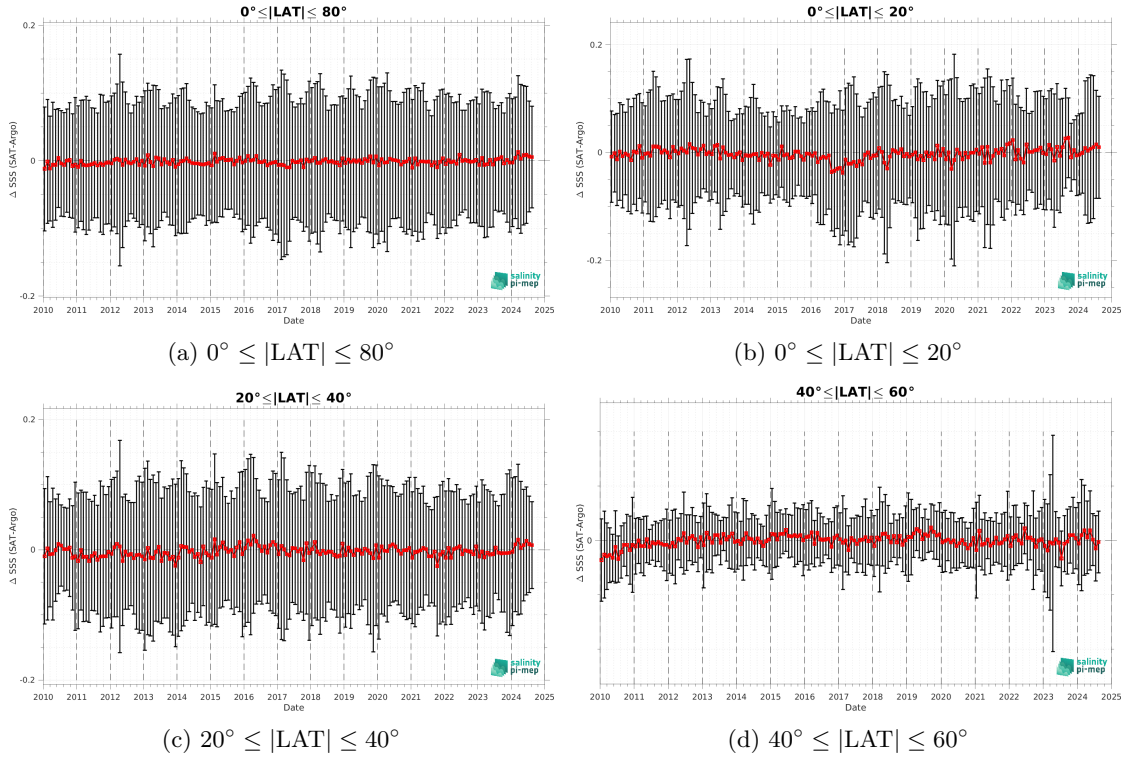 0°≤|LAT|≤ 80°
0.2
0
-0.2
Δ SSS (SAT-Argo)
2010 2011 2012 2013 2014 2015 2016 2017 2018 2019 2020 2021 2022 2023 2024 2025
Date
salinity
pi-mep
(a) 0° ≤ |LAT| ≤ 80°
0°≤|LAT|≤ 20°
0.2
0
-0.2
Δ SSS (SAT-Argo)
2010 2011 2012 2013 2014 2015 2016 2017 2018 2019 2020 2021 2022 2023 2024 2025
Date
salinity
pi-mep
(b) 0° ≤ |LAT| ≤ 20°
20°≤|LAT|≤ 40°
0.2
0
-0.2
Δ SSS (SAT-Argo)
2010 2011 2012 2013 2014 2015 2016 2017 2018 2019 2020 2021 2022 2023 2024 2025
Date
salinity
pi-mep
(c) 20° ≤ |LAT| ≤ 40°
40°≤|LAT|≤ 60°
0
Δ SSS (SAT-Argo)
2010 2011 2012 2013 2014 2015 2016 2017 2018 2019 2020 2021 2022 2023 2024 2025
Date
salinity
pi-mep
(d) 40° ≤ |LAT| ≤ 60°